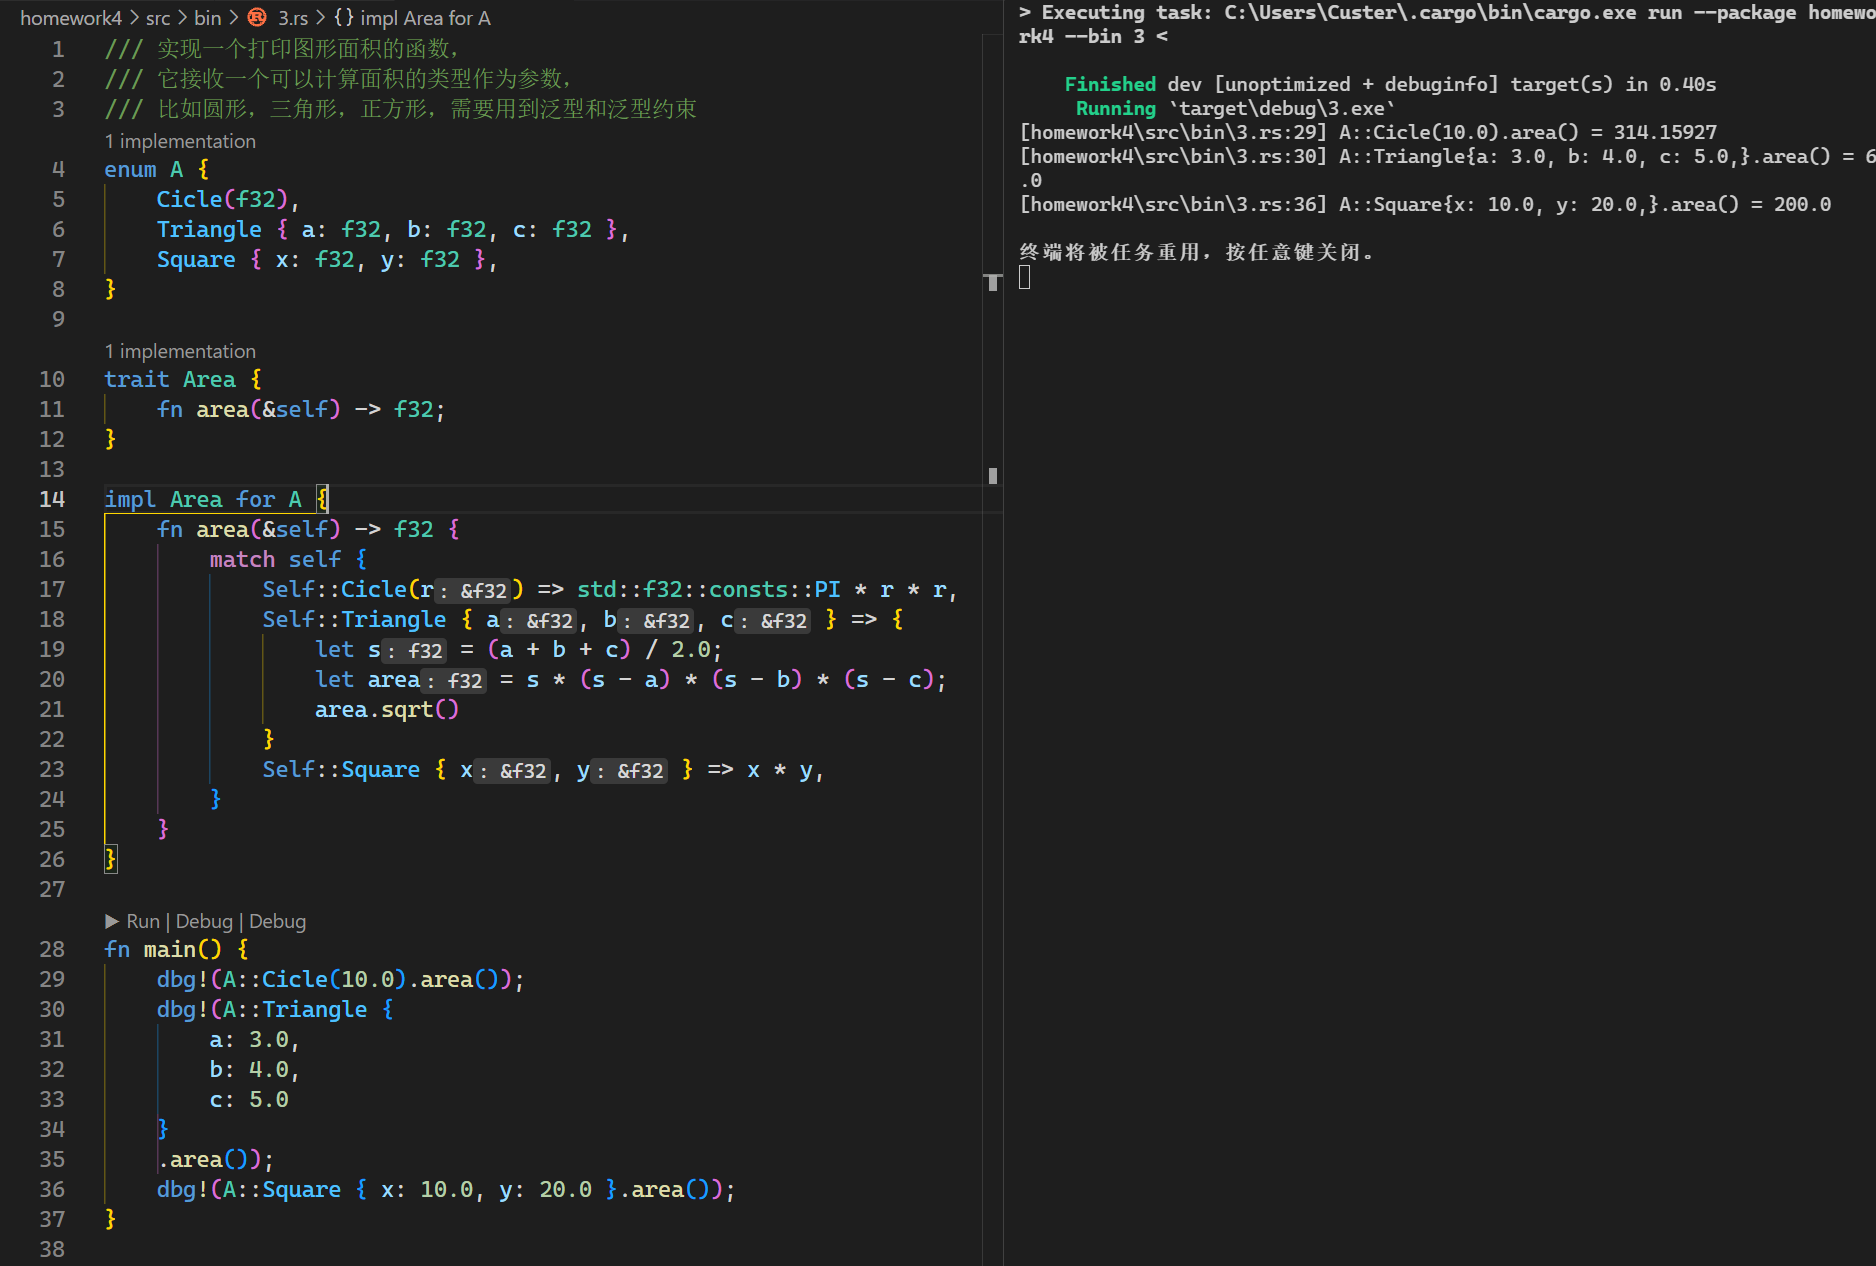 homework4 > src > bin > 3.rs > {} impl Area for A
1 /// 实现一个打印图形面积的函数，
2 /// 它接收一个可以计算面积的类型作为参数，
3 /// 比如圆形，三角形，正方形，需要用到泛型和泛型约束
1 implementation
4 enum A {
5     Cicle(f32),
6     Triangle { a: f32, b: f32, c: f32 },
7     Square { x: f32, y: f32 },
8 }
9
1 implementation
10 trait Area {
11     fn area(&self) -> f32;
12 }
13
14 impl Area for A {
15     fn area(&self) -> f32 {
16         match self {
17             Self::Cicle(r: &f32) => std::f32::consts::PI * r * r,
18             Self::Triangle { a: &f32, b: &f32, c: &f32 } => {
19                 let s: f32 = (a + b + c) / 2.0;
20                 let area: f32 = s * (s - a) * (s - b) * (s - c);
21                 area.sqrt()
22             }
23             Self::Square { x: &f32, y: &f32 } => x * y,
24         }
25     }
26 }
27
▶ Run | Debug | Debug
28 fn main() {
29     dbg!(A::Cicle(10.0).area());
30     dbg!(A::Triangle {
31         a: 3.0,
32         b: 4.0,
33         c: 5.0
34     }
35     .area());
36     dbg!(A::Square { x: 10.0, y: 20.0 }.area());
37 }
38
> Executing task: C:\Users\Custer\.cargo\bin\cargo.exe run --package homewo
rk4 --bin 3 <
Finished dev [unoptimized + debuginfo] target(s) in 0.40s
Running `target\debug\3.exe`
[homework4\src\bin\3.rs:29] A::Cicle(10.0).area() = 314.15927
[homework4\src\bin\3.rs:30] A::Triangle{a: 3.0, b: 4.0, c: 5.0,}.area() = 6
.0
[homework4\src\bin\3.rs:36] A::Square{x: 10.0, y: 20.0,}.area() = 200.0
终端将被任务重用，按任意键关闭。